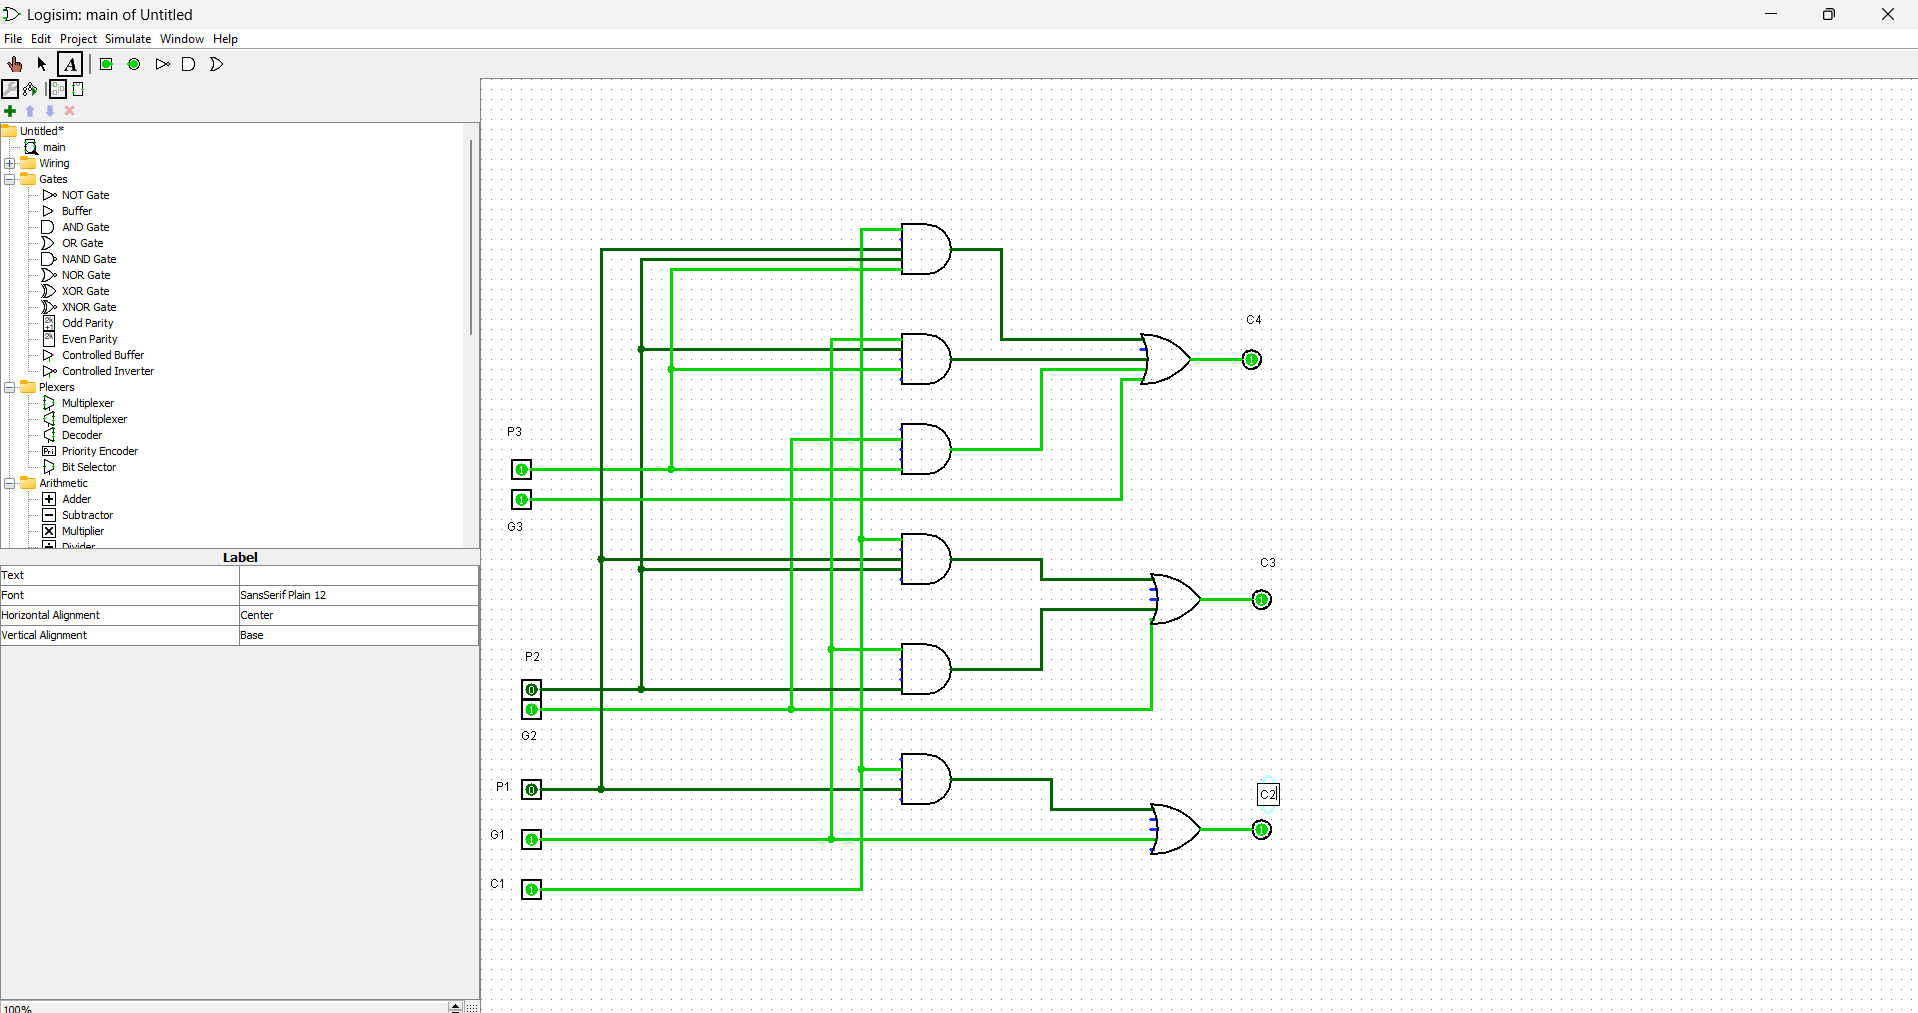 Logisim: main of Untitled
File Edit Project Simulate Window Help
A
Untitled*
main
Wiring
Gates
NOT Gate
Buffer
AND Gate
OR Gate
NAND Gate
NOR Gate
XOR Gate
XNOR Gate
Odd Parity
Even Parity
Controlled Buffer
Controlled Inverter
Plexers
Multiplexer
Demultiplexer
Decoder
Pri Priority Encoder
Bit Selector
Arithmetic
Adder
Subtractor
Multiplier
Divider
Label
Text
Font SansSerif Plain 12
Horizontal Alignment Center
Vertical Alignment Base
100%
C4
1
P3
1
1
G3
C3
1
P2
0
1
G2
P1 0
C2
1
G1 1
C1 1